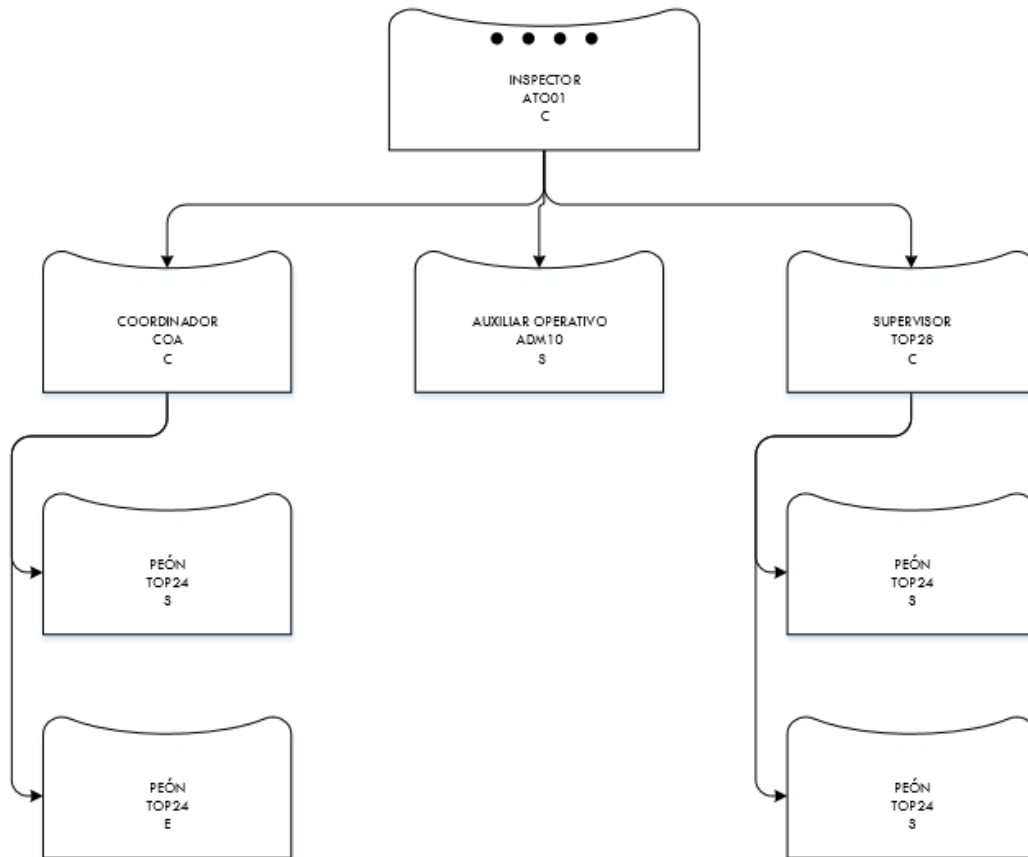 INSPECTOR
ATO01
C
COORDINADOR
COA
C
AUXILIAR OPERATIVO
ADM10
S
SUPERVISOR
TOP28
C
PEÓN
TOP24
S
PEÓN
TOP24
S
PEÓN
TOP24
E
PEÓN
TOP24
S